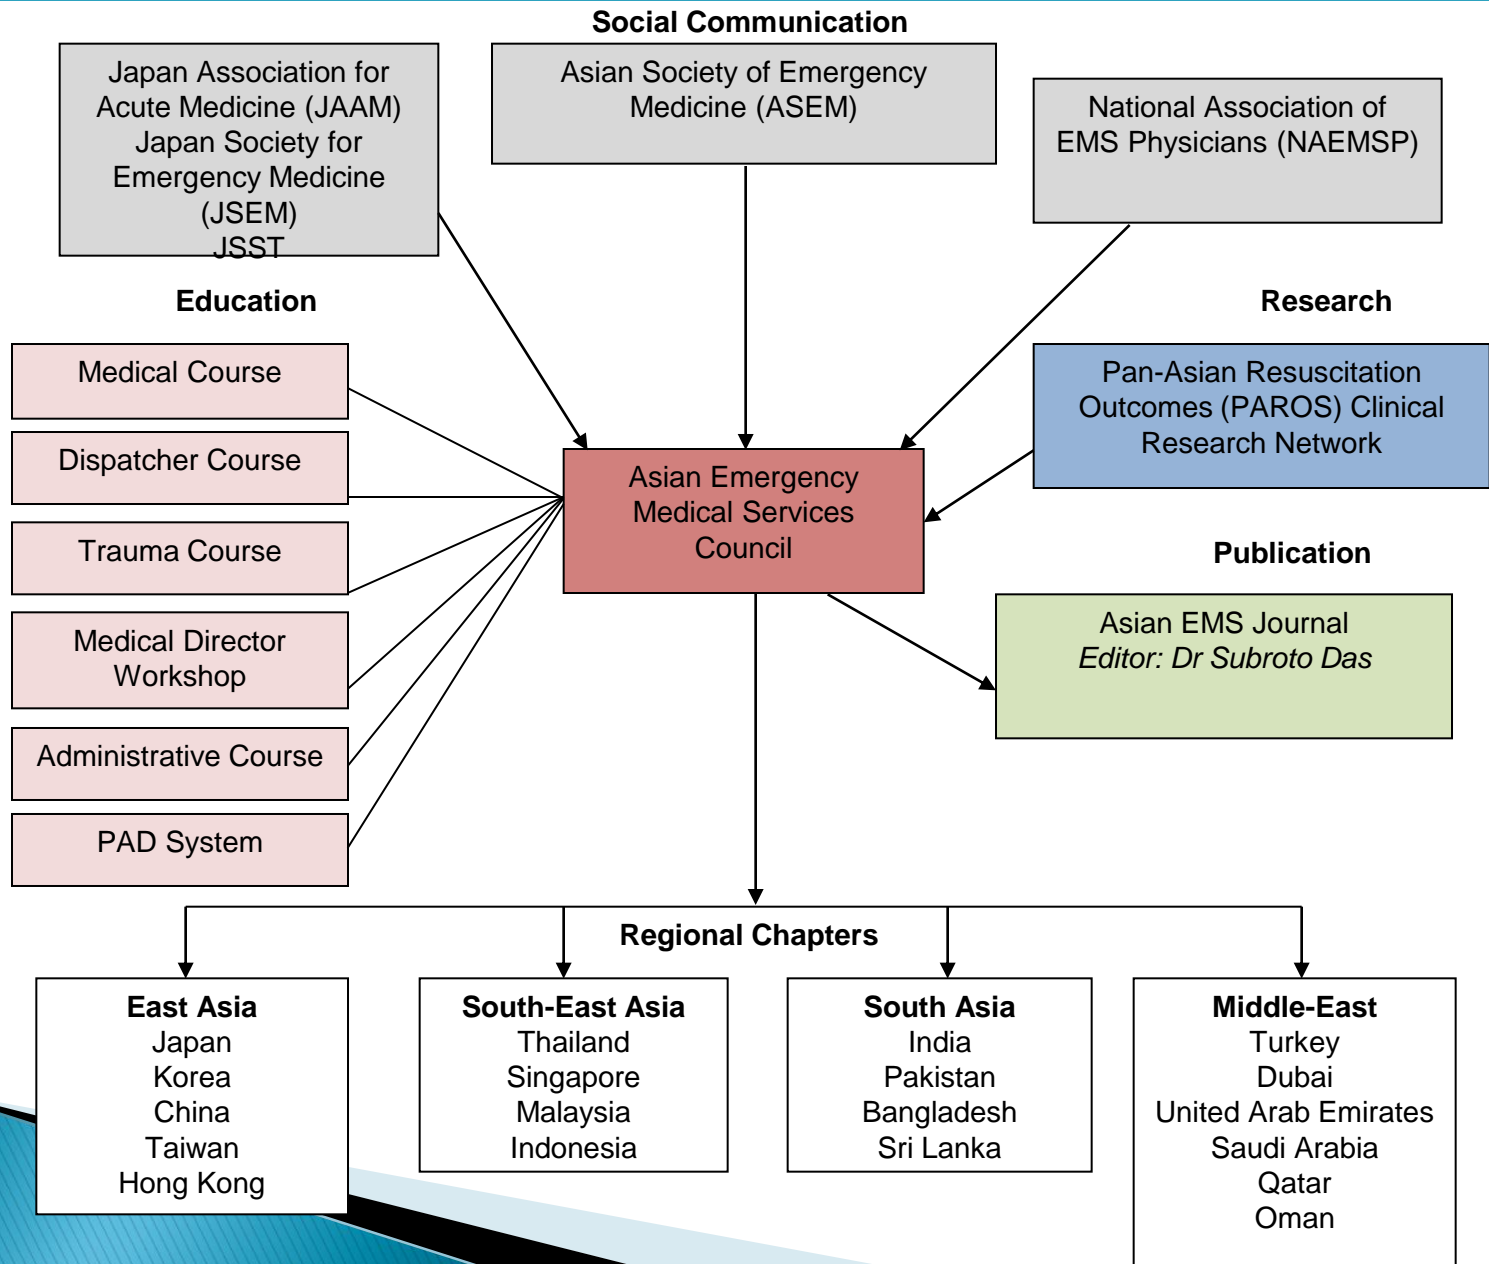 Social Communication
Japan Association for
Acute Medicine (JAAM)
Japan Society for
Emergency Medicine
(JSEM)
JSST
Asian Society of Emergency
Medicine (ASEM)
National Association of
EMS Physicians (NAEMSP)
Education
Research
Medical Course
Dispatcher Course
Trauma Course
Medical Director
Workshop
Administrative Course
PAD System
Asian Emergency
Medical Services
Council
Pan-Asian Resuscitation
Outcomes (PAROS) Clinical
Research Network
Publication
Asian EMS Journal
Editor: Dr Subroto Das
Regional Chapters
East Asia
Japan
Korea
China
Taiwan
Hong Kong
South-East Asia
Thailand
Singapore
Malaysia
Indonesia
South Asia
India
Pakistan
Bangladesh
Sri Lanka
Middle-East
Turkey
Dubai
United Arab Emirates
Saudi Arabia
Qatar
Oman